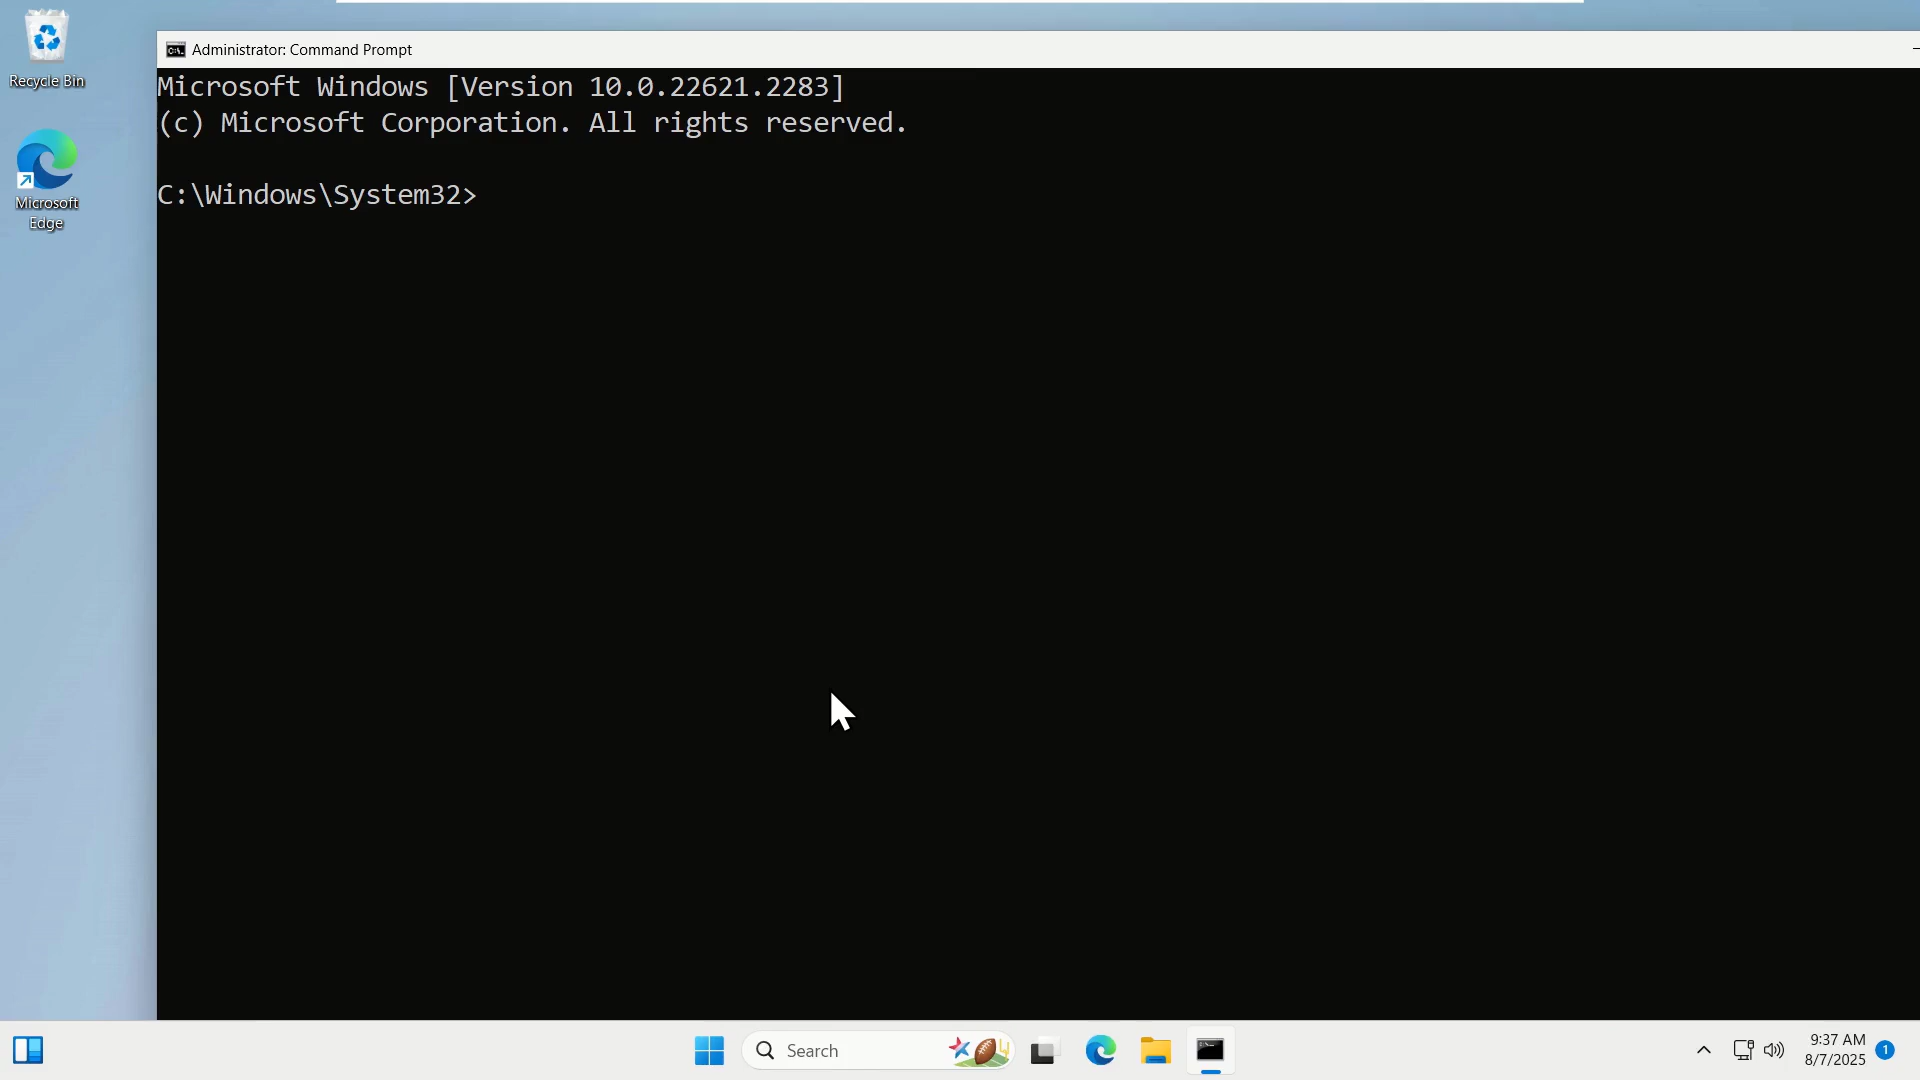 Recycle Bin
Microsoft
Edge
Administrator: Command Prompt
Microsoft Windows [Version 10.0.22621.2283]
(c) Microsoft Corporation. All rights reserved.
C:\Windows\System32>
Search
9:37 AM
8/7/2025
1